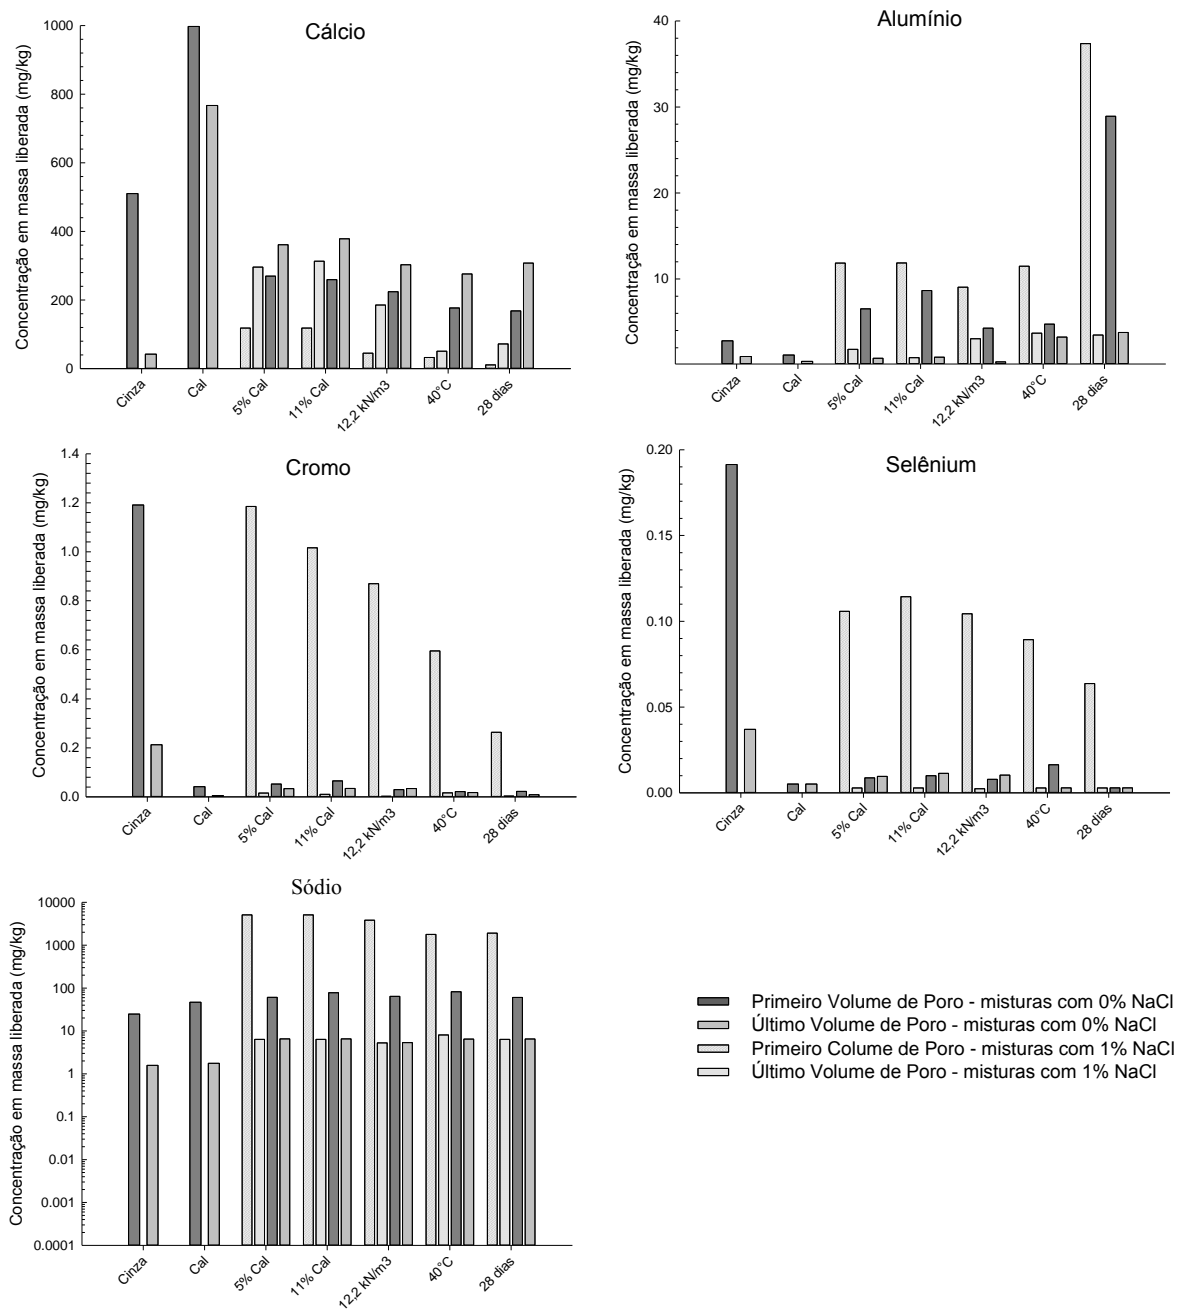 Cálcio
Concentração em massa liberada (mg/kg)
1000
800
600
400
200
0
Cinza
Cal
5% Cal
11% Cal
12,2 kN/m3
40°C
28 dias
Alumínio
Concentração em massa liberada (mg/kg)
40
30
20
10
Cinza
Cal
5% Cal
11% Cal
12,2 kN/m3
40°C
28 dias
Cromo
Concentração em massa liberada (mg/kg)
1.4
1.2
1.0
0.8
0.6
0.4
0.2
0.0
Cinza
Cal
5% Cal
11% Cal
12,2 kN/m3
40°C
28 dias
Selênium
Concentração em massa liberada (mg/kg)
0.20
0.15
0.10
0.05
0.00
Cinza
Cal
5% Cal
11% Cal
12,2 kN/m3
40°C
28 dias
Sódio
Concentração em massa liberada (mg/kg)
10000
1000
100
10
1
0.1
0.01
0.001
0.0001
Cinza
Cal
5% Cal
11% Cal
12,2 kN/m3
40°C
28 dias
Primeiro Volume de Poro - misturas com 0% NaCl
Último Volume de Poro - misturas com 0% NaCl
Primeiro Colume de Poro - misturas com 1% NaCl
Último Volume de Poro - misturas com 1% NaCl